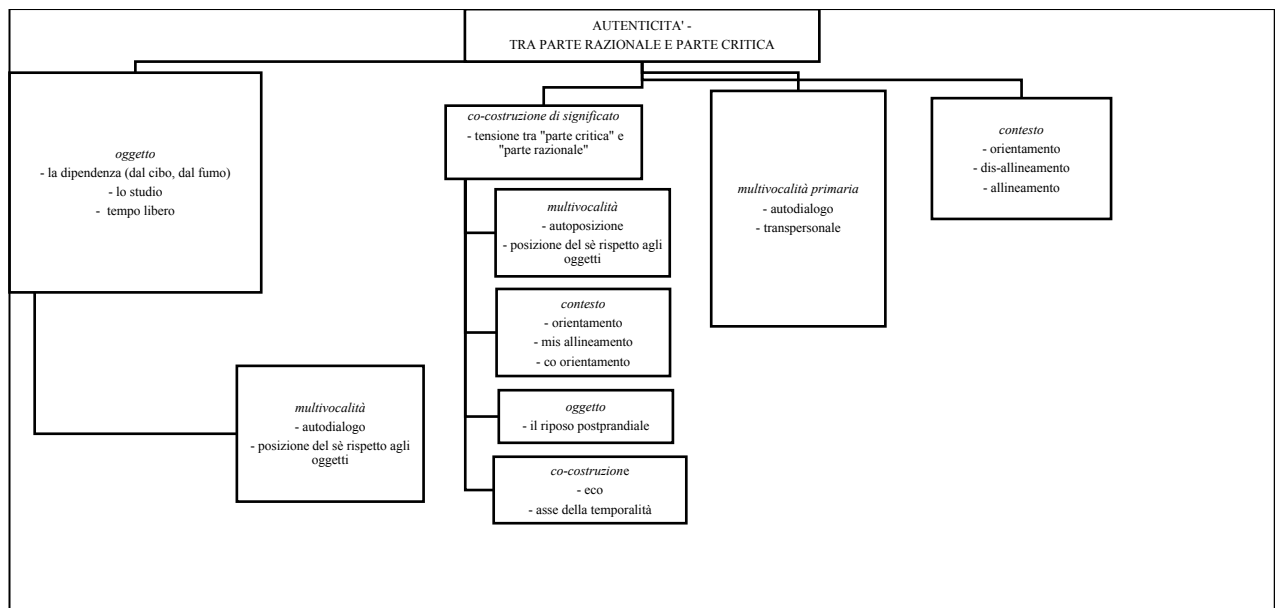 AUTENTICITA' -
TRA PARTE RAZIONALE E PARTE CRITICA
oggetto
- la dipendenza (dal cibo, dal fumo)
- lo studio
- tempo libero
multivocalità
- autodialogo
- posizione del sè rispetto agli
oggetti
co-costruzione di significato
- tensione tra "parte critica" e
"parte razionale"
multivocalità
- autoposizione
- posizione del sè rispetto agli
oggetti
contesto
- orientamento
- mis allineamento
- co orientamento
oggetto
- il riposo postprandiale
co-costruzione
- eco
- asse della temporalità
multivocalità primaria
- autodialogo
- transpersonale
contesto
- orientamento
- dis-allineamento
- allineamento